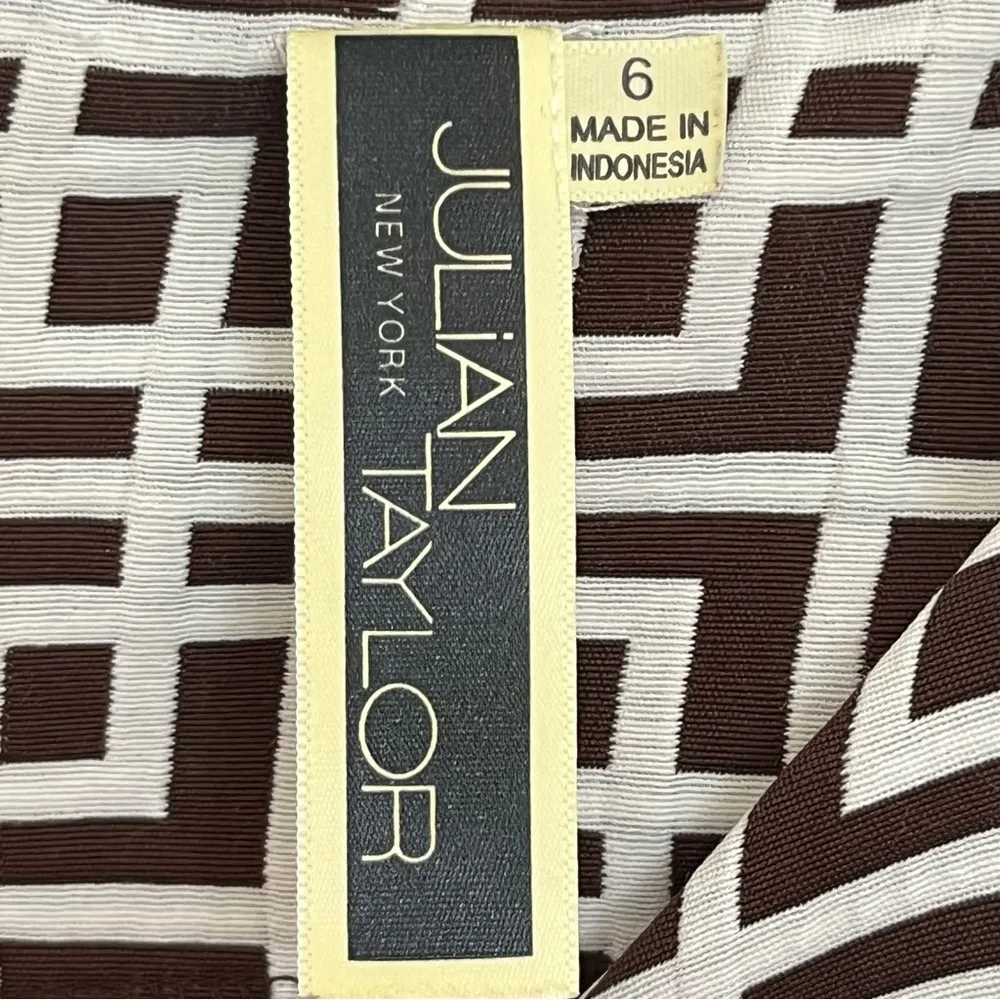 JULiAN
TAYLOR
NEW YORK
6
MADE IN
INDONESIA